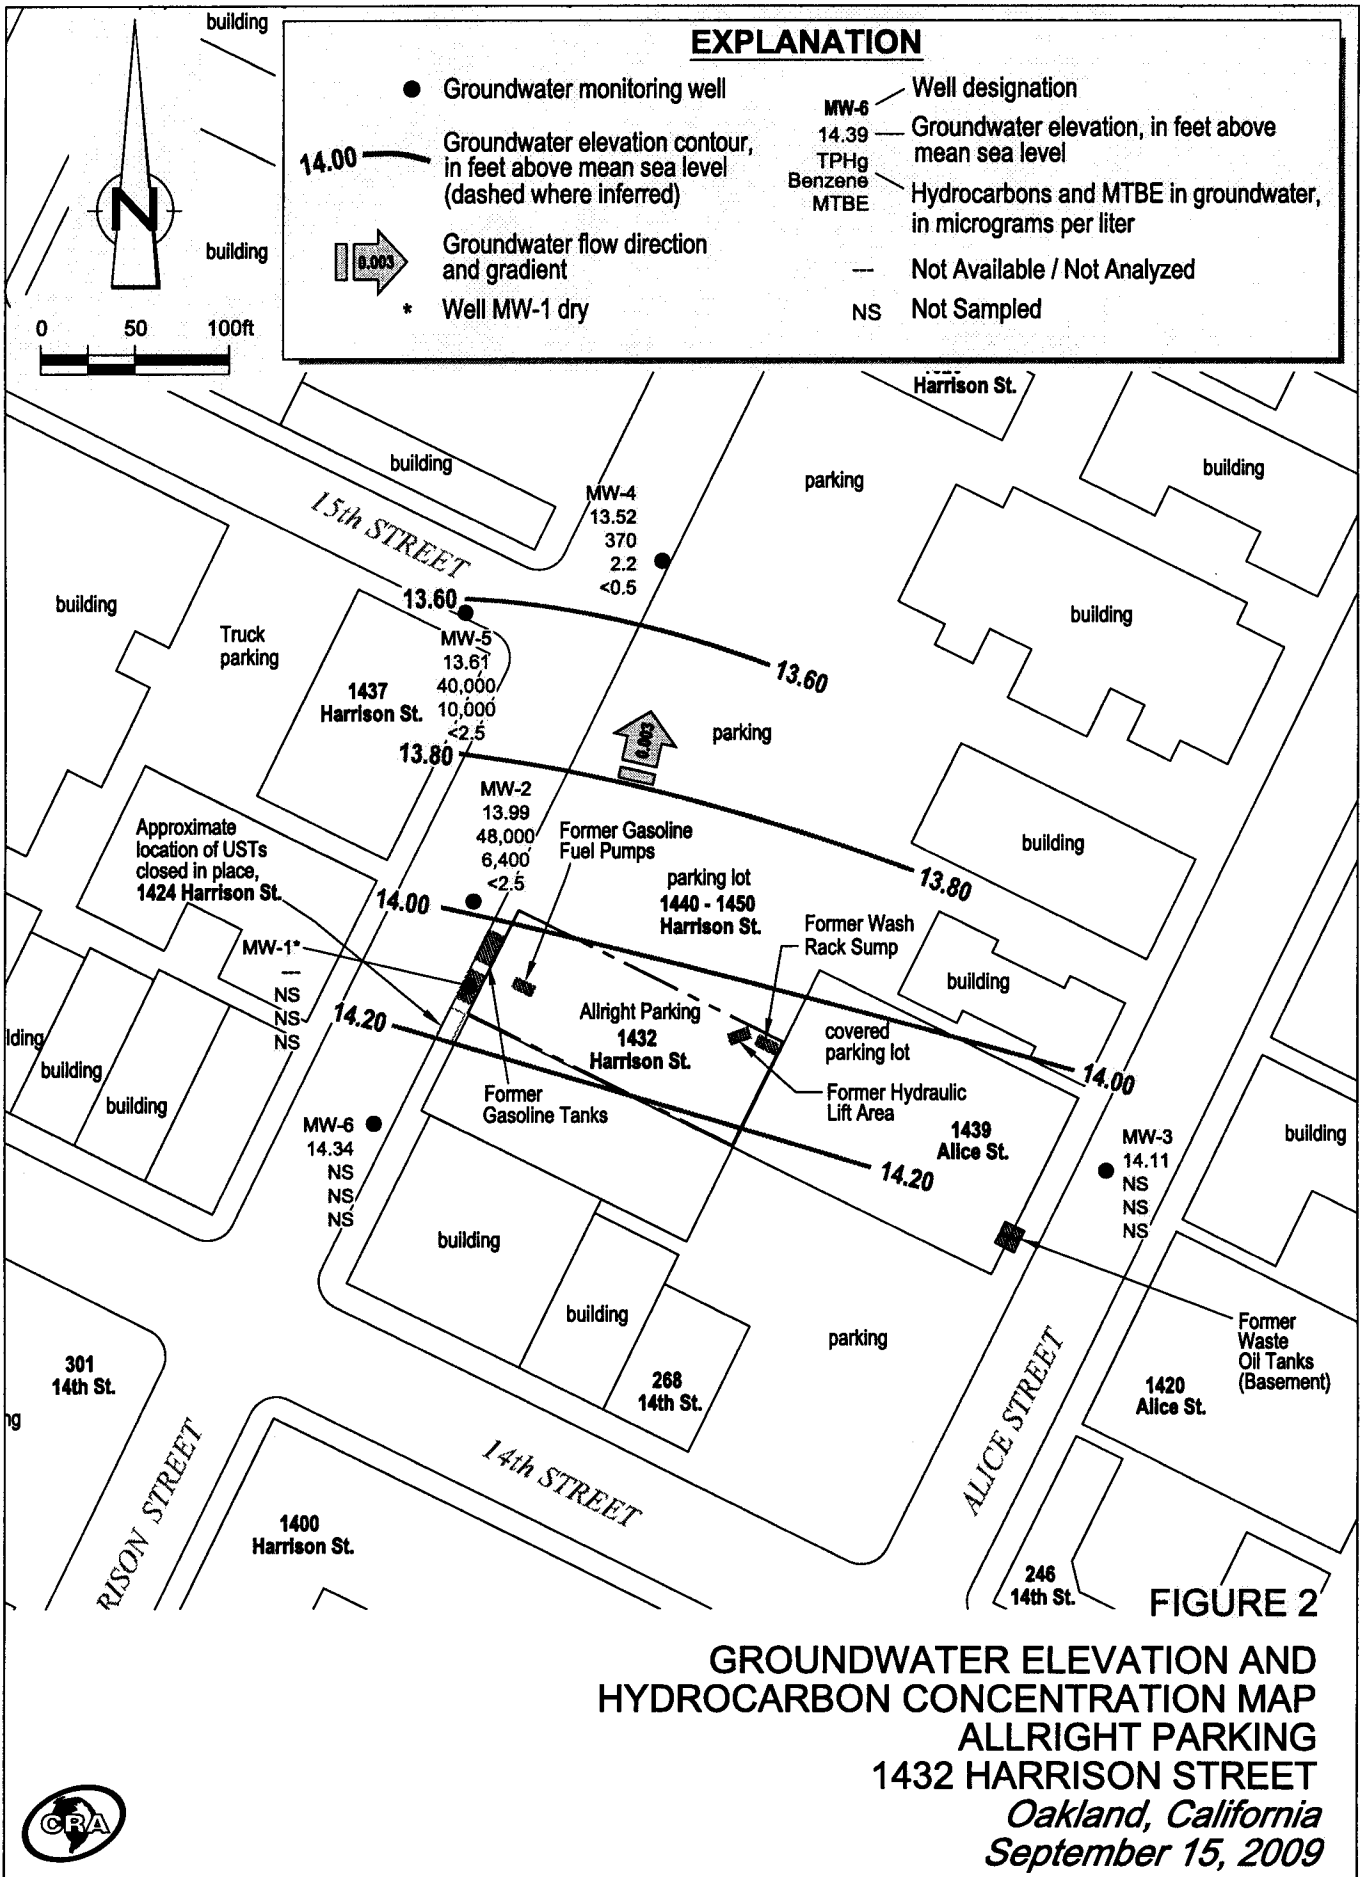 building
EXPLANATION
Groundwater monitoring well
14.00
Groundwater elevation contour,
in feet above mean sea level
(dashed where inferred)
0.003
Groundwater flow direction
and gradient
* Well MW-1 dry
MW-6
Well designation
14.39
Groundwater elevation, in feet above
mean sea level
TPHg
Benzene
MTBE
Hydrocarbons and MTBE in groundwater,
in micrograms per liter
--- Not Available / Not Analyzed
NS Not Sampled
N
building
0 50 100ft
Harrison St.
building
parking
building
15th STREET
MW-4
13.52
370
2.2
<0.5
building
Truck
parking
13.60
MW-5
13.61
40,000
10,000
<2.5
1437
Harrison St.
13.60
building
0.003
parking
13.80
MW-2
13.99
48,000
6,400
<2.5
Former Gasoline
Fuel Pumps
building
13.80
Approximate
location of USTs
closed in place,
1424 Harrison St.
14.00
parking lot
1440 - 1450
Harrison St.
Former Wash
Rack Sump
building
MW-1*
---
NS
NS
NS
14.20
Allright Parking
1432
Harrison St.
covered
parking lot
14.00
lding
building
building
Former
Gasoline Tanks
Former Hydraulic
Lift Area
1439
Alice St.
14.20
MW-6
14.34
NS
NS
NS
MW-3
14.11
NS
NS
NS
building
building
building
268
14th St.
parking
Former
Waste
Oil Tanks
(Basement)
301
14th St.
ng
1420
Alice St.
ALICE STREET
14th STREET
RISON STREET
1400
Harrison St.
246
14th St.
FIGURE 2
GROUNDWATER ELEVATION AND
HYDROCARBON CONCENTRATION MAP
ALLRIGHT PARKING
1432 HARRISON STREET
Oakland, California
September 15, 2009
CRA